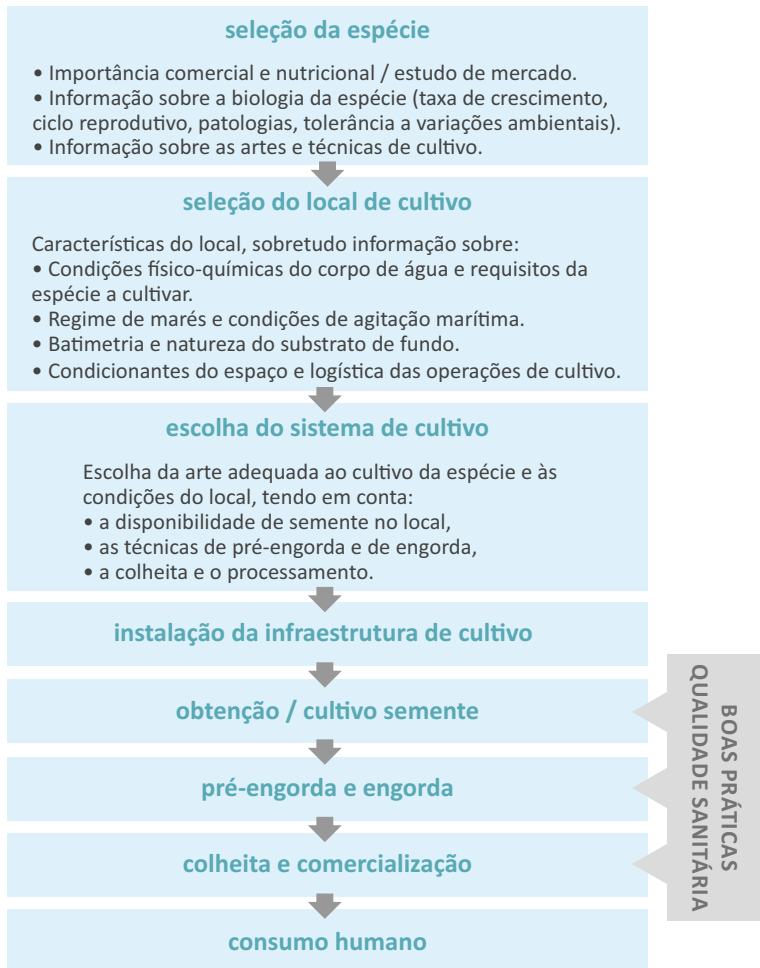 seleção da espécie
• Importância comercial e nutricional / estudo de mercado.
• Informação sobre a biologia da espécie (taxa de crescimento,
ciclo reprodutivo, patologias, tolerância a variações ambientais).
• Informação sobre as artes e técnicas de cultivo.
seleção do local de cultivo
Características do local, sobretudo informação sobre:
• Condições físico-químicas do corpo de água e requisitos da
espécie a cultivar.
• Regime de marés e condições de agitação marítima.
• Batimetria e natureza do substrato de fundo.
• Condicionantes do espaço e logística das operações de cultivo.
escolha do sistema de cultivo
Escolha da arte adequada ao cultivo da espécie e às
condições do local, tendo em conta:
• a disponibilidade de semente no local,
• as técnicas de pré-engorda e de engorda,
• a colheita e o processamento.
instalação da infraestrutura de cultivo
obtenção / cultivo semente
pré-engorda e engorda
colheita e comercialização
consumo humano
BOAS PRÁTICAS
QUALIDADE SANITÁRIA